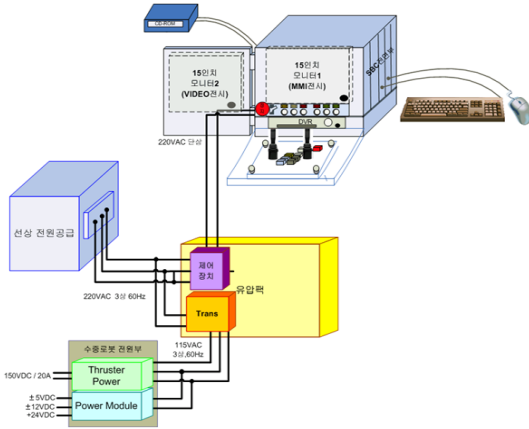 CD-ROM
15인치
모니터2
(VIDEO전시)
15인치
모니터1
(MMI전시)
SBC전면부
DVR
220VAC 단상
선상 전원공급
제어
장치
유압팩
220VAC 3상 60Hz
Trans
115VAC
3상,60Hz
수중로봇 전원부
150VDC / 20A
Thruster
Power
±5VDC
±12VDC
+24VDC
Power Module